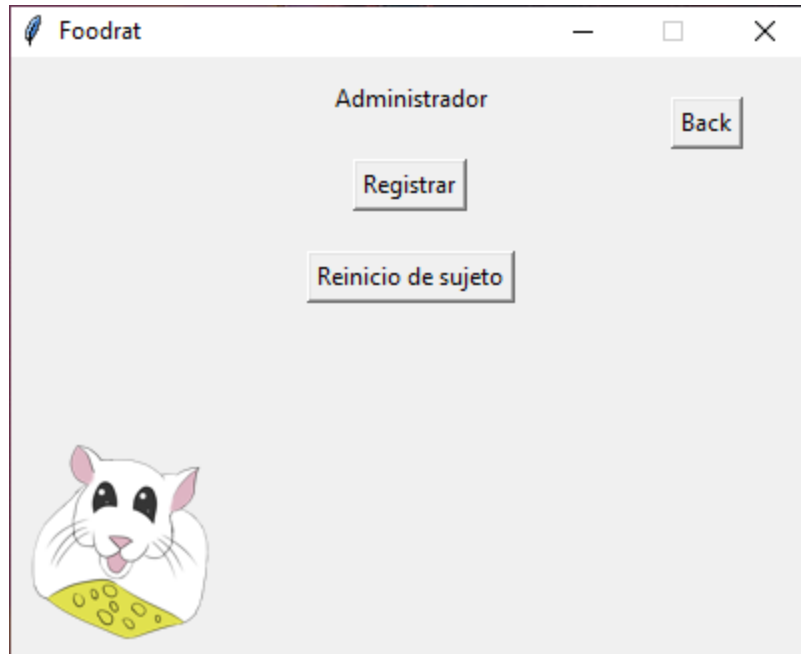 Foodrat
Administrador
Back
Registrar
Reinicio de sujeto